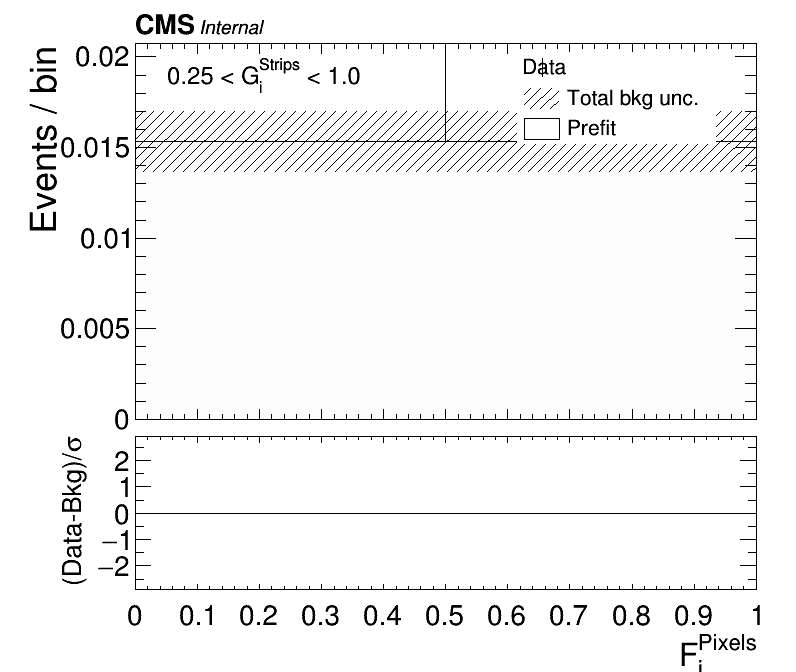 CMS Internal
0.25 < G_i^Strips < 1.0
Data
Total bkg unc.
Prefit
Events / bin
0.02
0.015
0.01
0.005
0
(Data-Bkg)/σ
2
1
0
−1
−2
0 0.1 0.2 0.3 0.4 0.5 0.6 0.7 0.8 0.9 1
F_i^Pixels